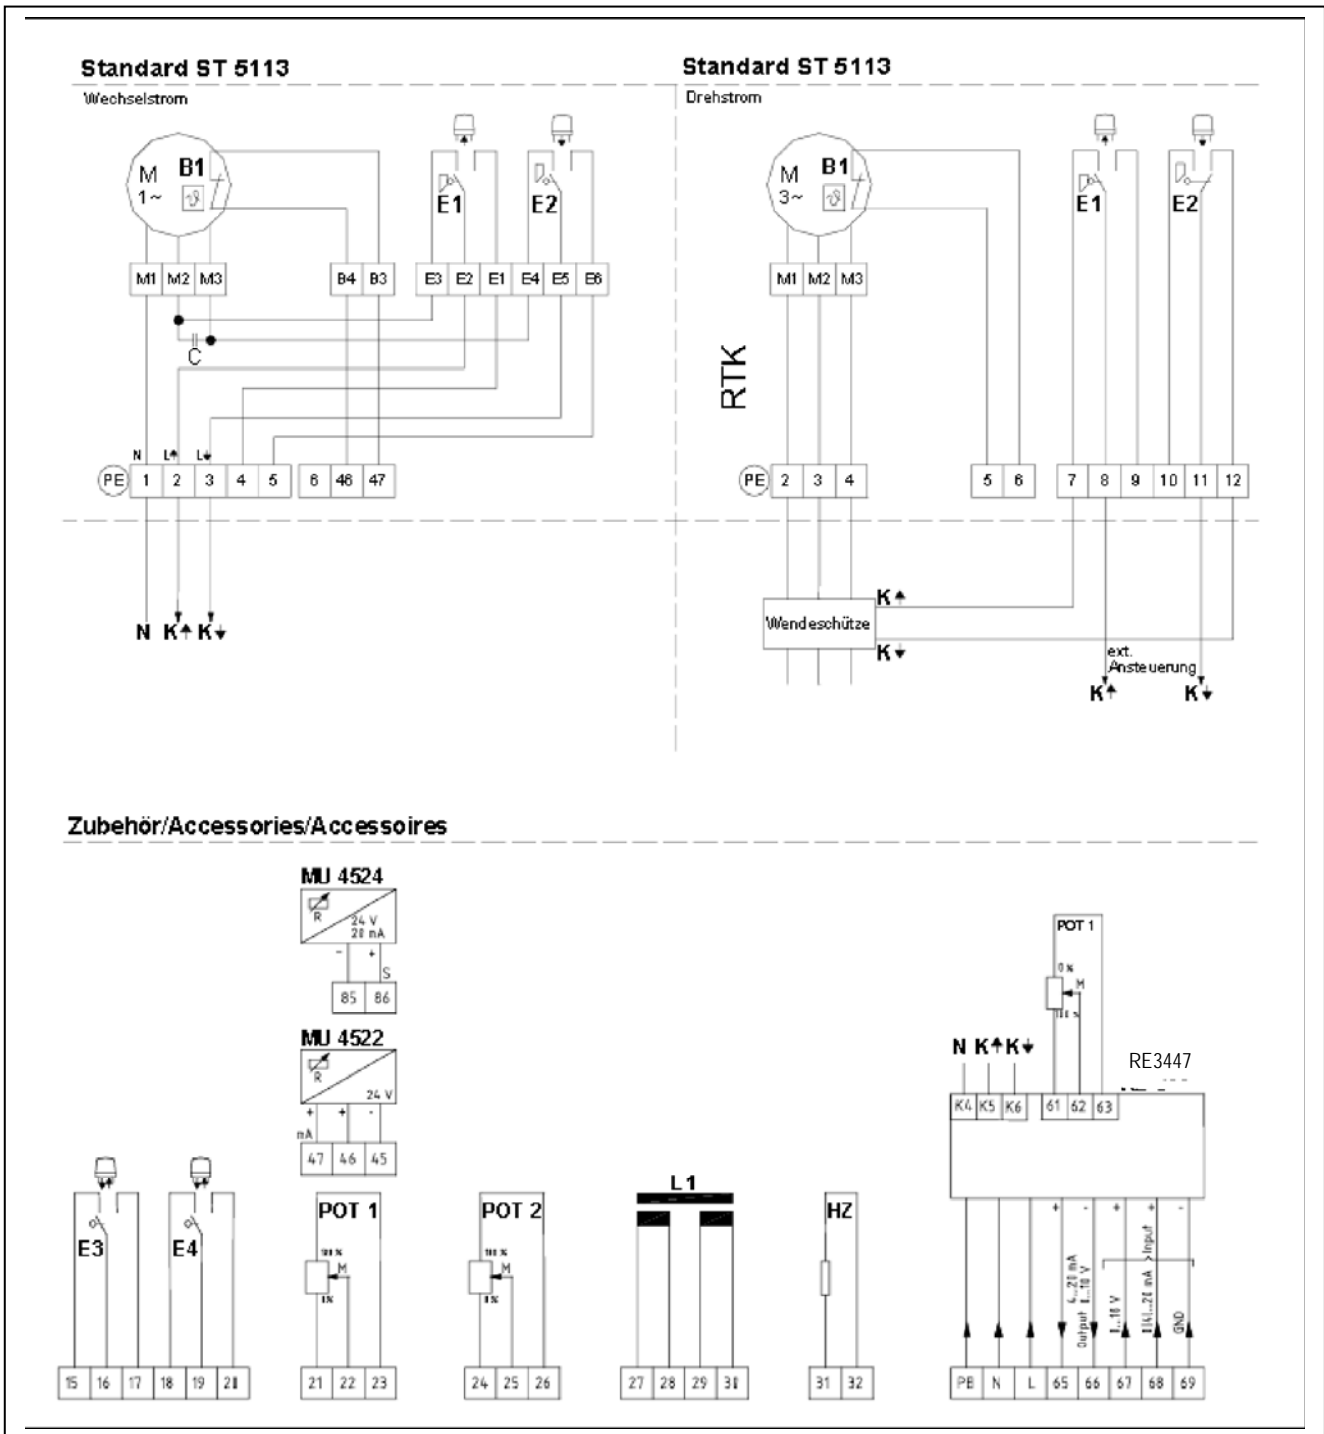 Standard ST 5113
Wechselstrom
M
1~
B1
E1
E2
M1 M2 M3
B4 B3
E3 E2 E1 E4 E5 E6
C
N L L
PE 1 2 3 4 5 6 46 47
N K K
Standard ST 5113
Drehstrom
M
3~
B1
E1
E2
M1 M2 M3
RTK
PE 2 3 4 5 6 7 8 9 10 11 12
K
Wendeschütze
K
ext.
Ansteuerung
K K
Zubehör/Accessories/Accessoires
MU 4524
R
24 V
20 mA
- +
S
85 86
MU 4522
R
24 V
+ + -
mA
47 46 45
E3
E4
15 16 17 18 19 20
POT 1
100 %
M
0%
21 22 23
POT 2
100 %
M
0%
24 25 26
L1
27 28 29 30
HZ
31 32
POT 1
0 %
M
100 %
N K K
RE3447
K4 K5 K6 61 62 63
+ - + + -
4...20 mA
Output 0...10 V
0...10 V
0(4)...20 mA >Input
GND
PE N L 65 66 67 68 69